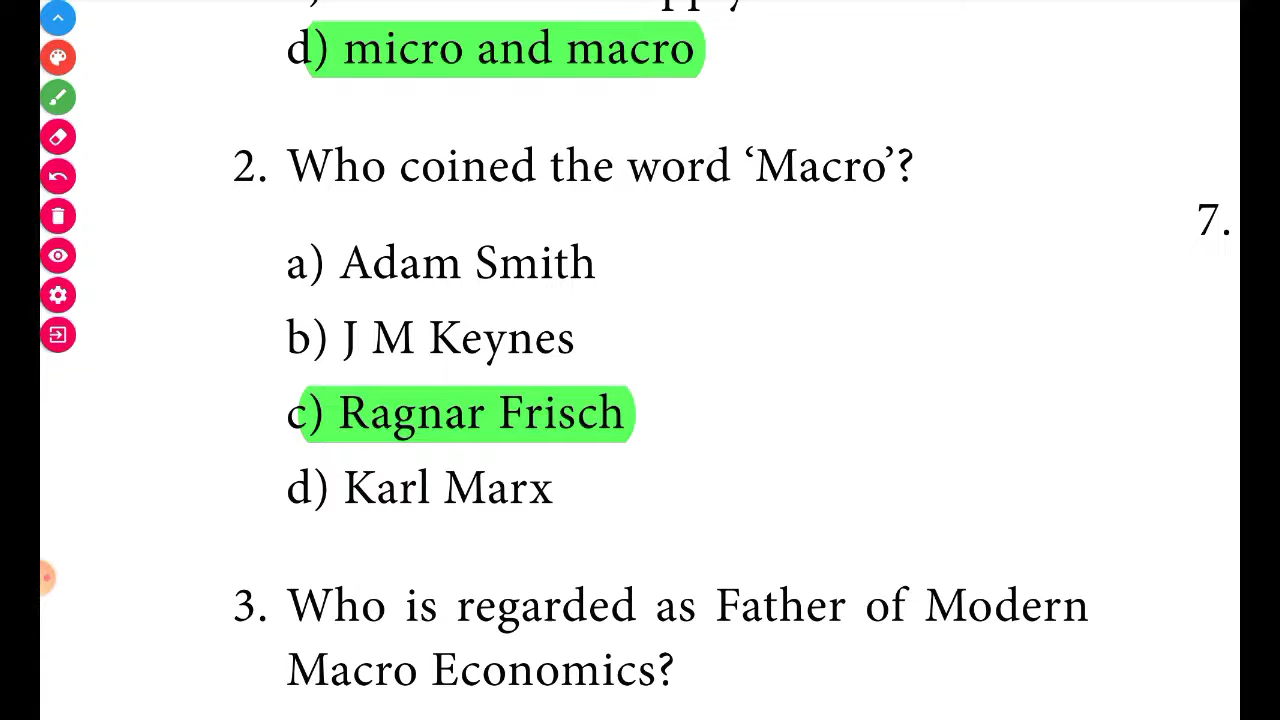 d) micro and macro
2. Who coined the word ‘Macro’?
7.
a) Adam Smith
b) J M Keynes
c) Ragnar Frisch
d) Karl Marx
3. Who is regarded as Father of Modern
Macro Economics?